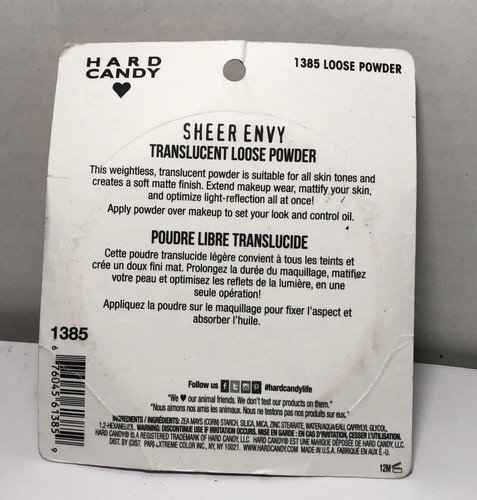 HARD
CANDY
1385 LOOSE POWDER
SHEER ENVY
TRANSLUCENT LOOSE POWDER
This weightless, translucent powder is suitable for all skin tones and
creates a soft matte finish. Extend makeup wear, mattify your skin,
and optimize light-reflection all at once!
Apply powder over makeup to set your look and control oil.
POUDRE LIBRE TRANSLUCIDE
Cette poudre translucide légère convient à tous les teints et
crée un doux fini mat. Prolongez la durée du maquillage, matifiez
votre peau et optimisez les reflets de la lumière, en une
seule opération!
Appliquez la poudre sur le maquillage pour fixer l'aspect et
absorber l'huile.
1385
Follow us #hardcandylife
"We ♥ our animal friends. We don't test our products on them."
"Nous aimons nos amis les animaux. Nous ne testons pas nos produits sur eux."
INGREDIENTS / INGRÉDIENTS: ZEA MAYS (CORN) STARCH, SILICA, MICA, ZINC STEARATE, WATER/AQUA/EAU, CAPRYLYL GLYCOL,
1,2-HEXANEDIOL. WARNING: DISCONTINUE USE IF IRRITATION OCCURS. MISE EN GARDE : EN CAS D'IRRITATION, CESSER L'UTILISATION.
HARD CANDY® IS A REGISTERED TRADEMARK OF HARD CANDY, LLC. HARD CANDY® EST UNE MARQUE DÉPOSÉE DE HARD CANDY, LLC.
DIST. BY (DIST. PAR) EXTREME COLOR INC., NY, NY 10021. WWW.HARDCANDY.COM MADE IN U.S.A. FABRIQUÉ EN AUX É.-U.
12M